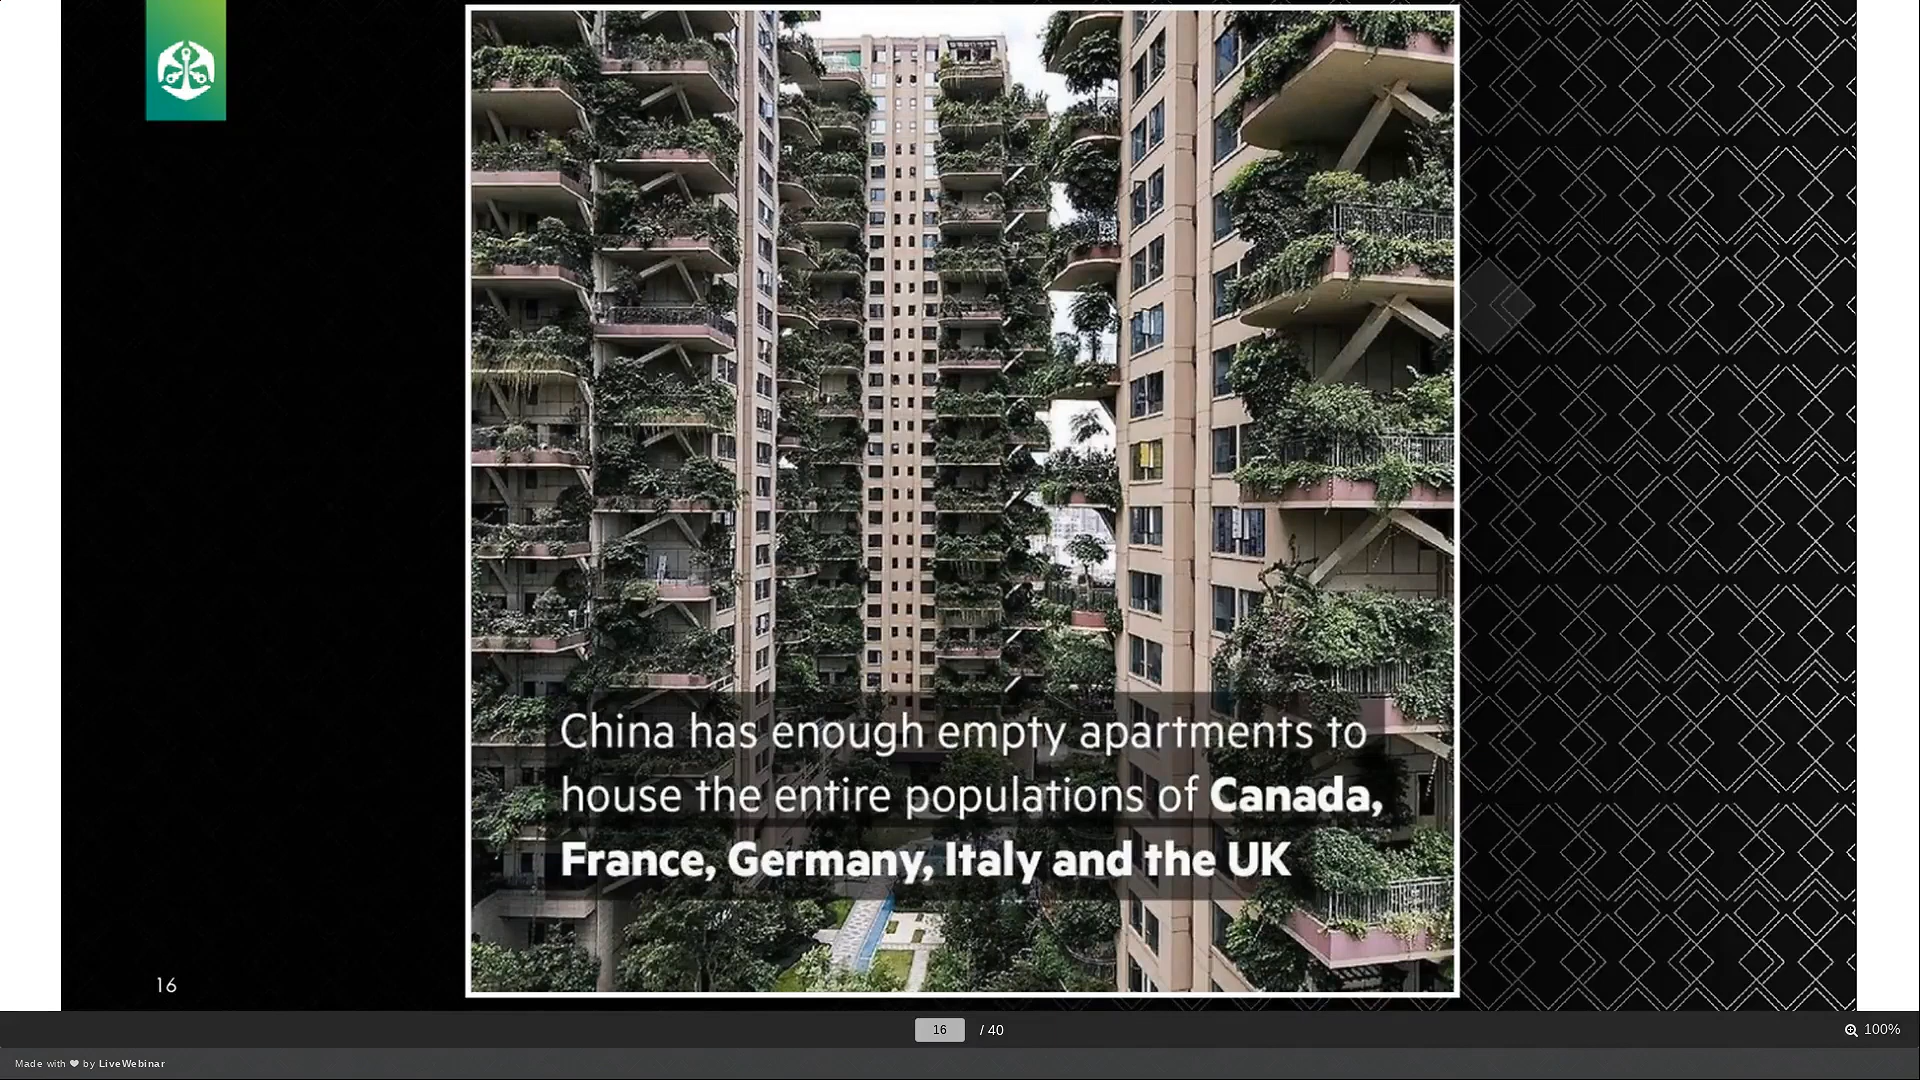 China has enough empty apartments to
house the entire populations of Canada,
France, Germany, Italy and the UK
16
16 / 40
100%
Made with ❤ by LiveWebinar